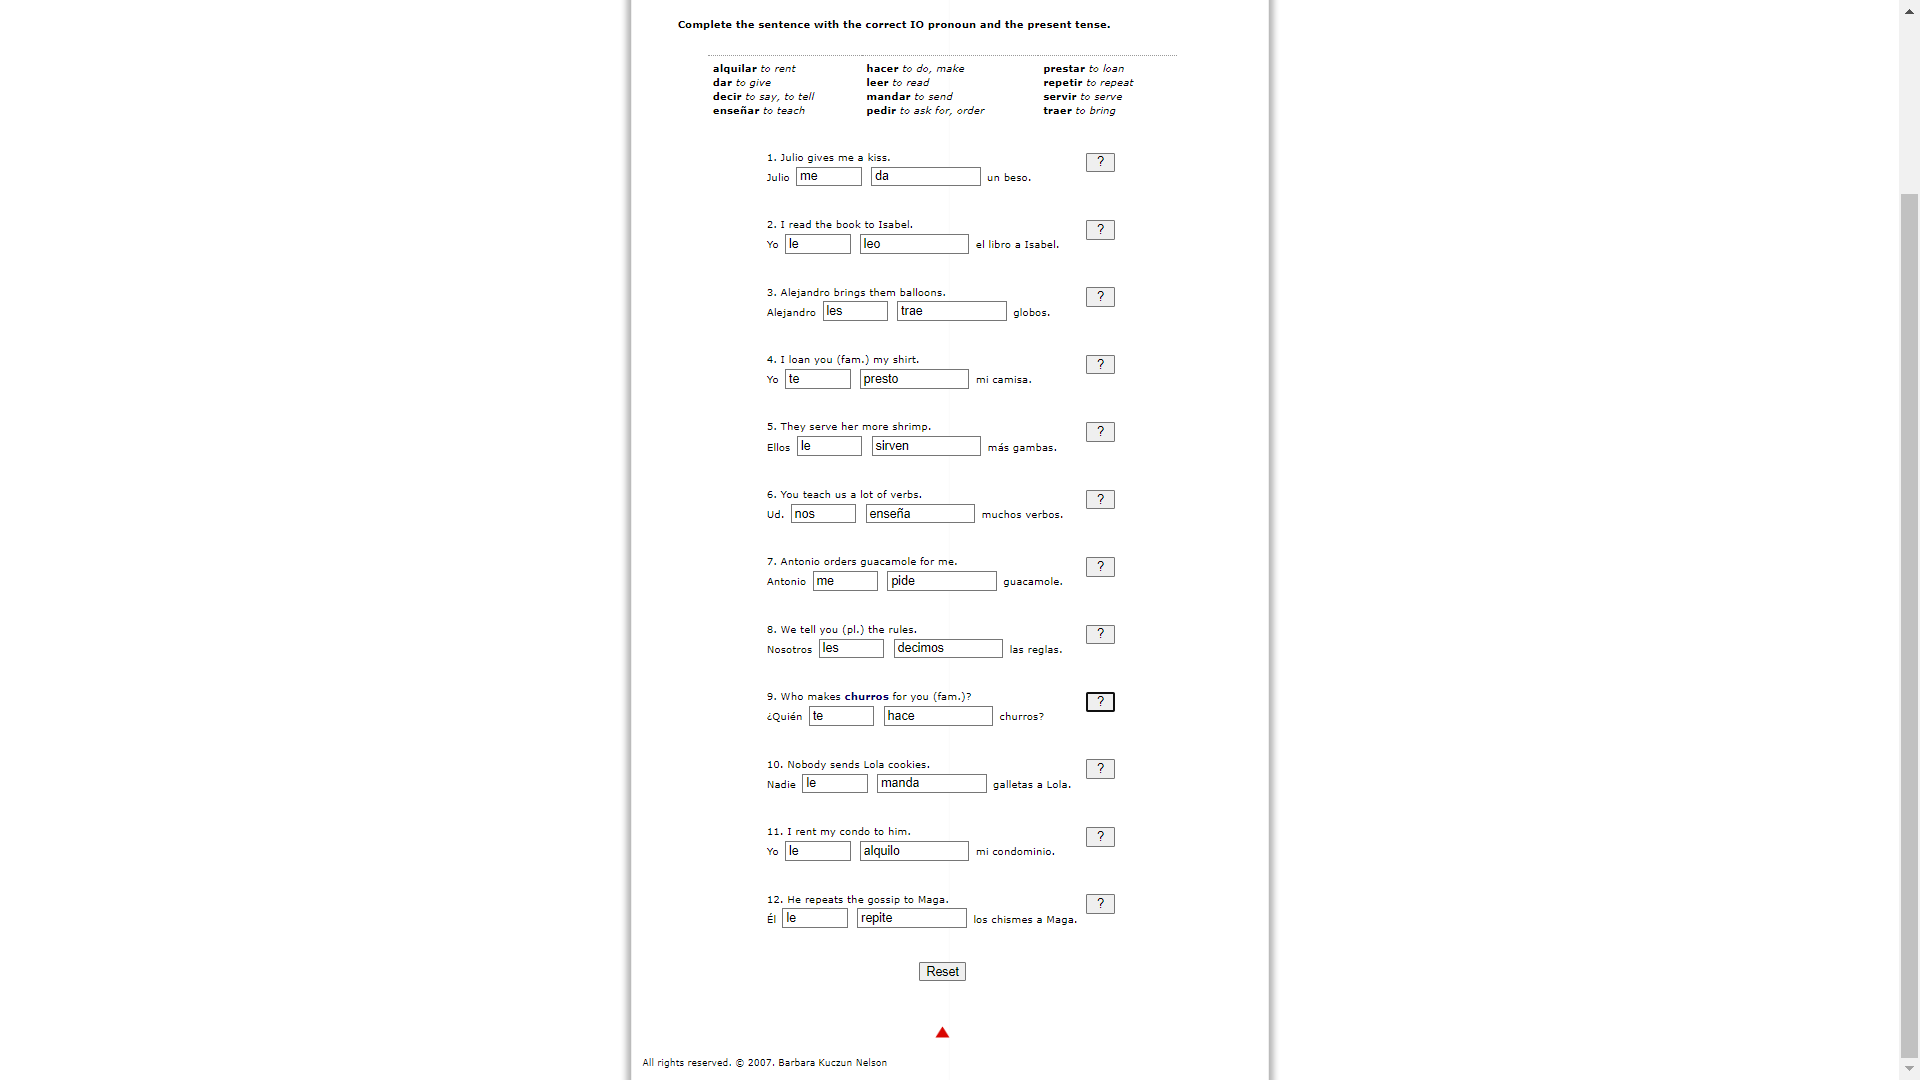 Complete the sentence with the correct IO pronoun and the present tense.
alquilar to rent hacer to do, make prestar to loan
dar to give leer to read repetir to repeat
decir to say, to tell mandar to send servir to serve
enseñar to teach pedir to ask for, order traer to bring
1. Julio gives me a kiss. ?
Julio me da un beso.
2. I read the book to Isabel. ?
Yo le leo el libro a Isabel.
3. Alejandro brings them balloons. ?
Alejandro les trae globos.
4. I loan you (fam.) my shirt. ?
Yo te presto mi camisa.
5. They serve her more shrimp. ?
Ellos le sirven más gambas.
6. You teach us a lot of verbs. ?
Ud. nos enseña muchos verbos.
7. Antonio orders guacamole for me. ?
Antonio me pide guacamole.
8. We tell you (pl.) the rules. ?
Nosotros les decimos las reglas.
9. Who makes churros for you (fam.)? ?
¿Quién te hace churros?
10. Nobody sends Lola cookies. ?
Nadie le manda galletas a Lola.
11. I rent my condo to him. ?
Yo le alquilo mi condominio.
12. He repeats the gossip to Maga. ?
Él le repite los chismes a Maga.
Reset
All rights reserved. © 2007. Barbara Kuczun Nelson